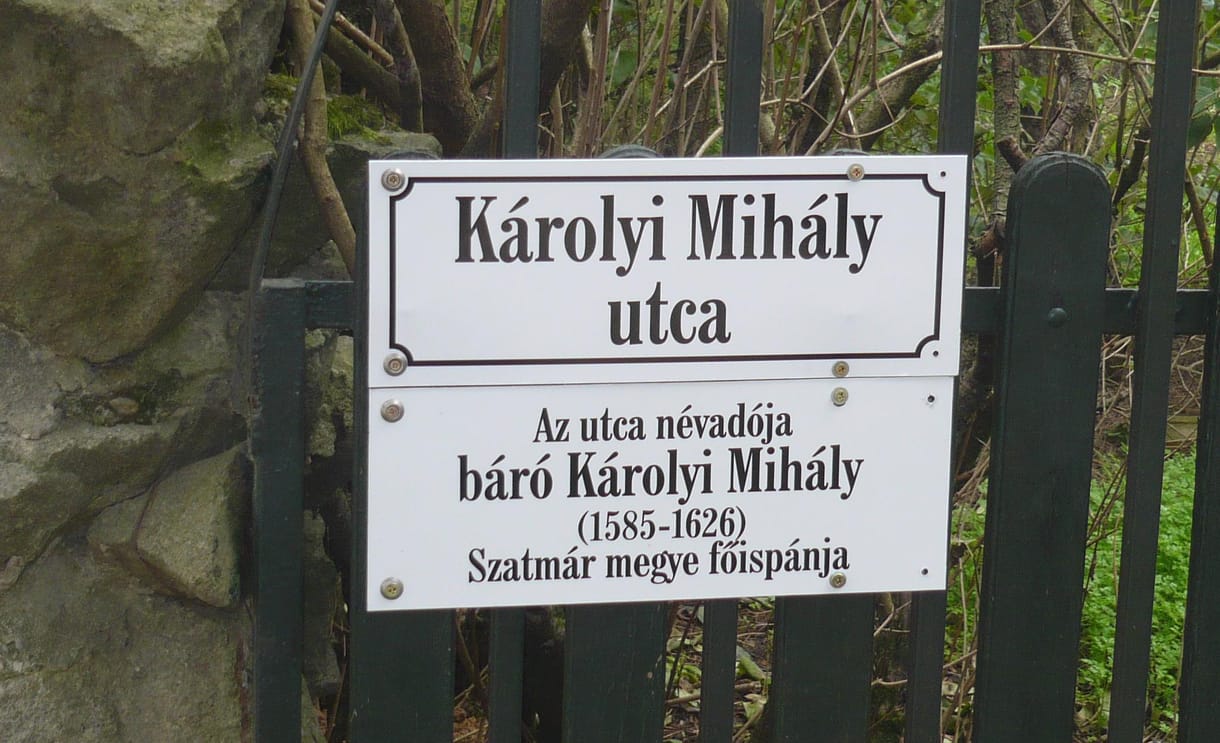 Károlyi Mihály
utca
Az utca névadója
báró Károlyi Mihály
(1585-1626)
Szatmár megye főispánja